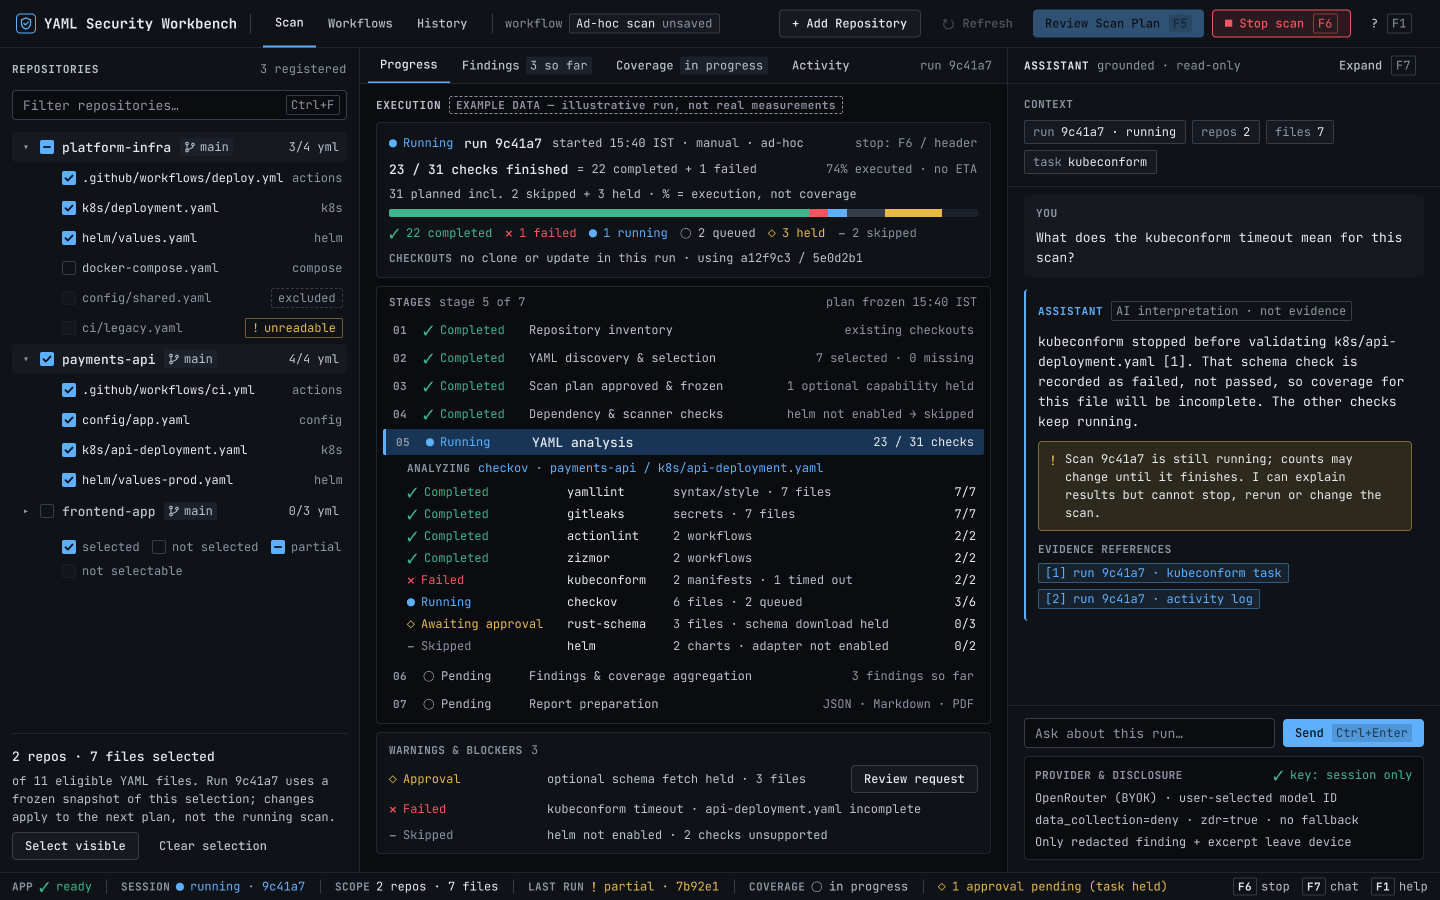 YAML Security Workbench
Scan
Workflows
History
workflow Ad-hoc scan unsaved
+ Add Repository
Refresh
Review Scan Plan F5
Stop scan F6
? F1
REPOSITORIES 3 registered
Filter repositories… Ctrl+F
platform-infra main 3/4 yml
.github/workflows/deploy.yml actions
k8s/deployment.yaml k8s
helm/values.yaml helm
docker-compose.yaml compose
config/shared.yaml excluded
ci/legacy.yaml ! unreadable
payments-api main 4/4 yml
.github/workflows/ci.yml actions
config/app.yaml config
k8s/api-deployment.yaml k8s
helm/values-prod.yaml helm
frontend-app main 0/3 yml
selected not selected partial
not selectable
2 repos · 7 files selected
of 11 eligible YAML files. Run 9c41a7 uses a
frozen snapshot of this selection; changes
apply to the next plan, not the running scan.
Select visible Clear selection
Progress Findings 3 so far Coverage in progress Activity run 9c41a7
EXECUTION EXAMPLE DATA — illustrative run, not real measurements
● Running run 9c41a7 started 15:40 IST · manual · ad-hoc stop: F6 / header
23 / 31 checks finished = 22 completed + 1 failed 74% executed · no ETA
31 planned incl. 2 skipped + 3 held · % = execution, not coverage
✓ 22 completed × 1 failed ● 1 running ○ 2 queued ◇ 3 held − 2 skipped
CHECKOUTS no clone or update in this run · using a12f9c3 / 5e0d2b1
STAGES stage 5 of 7 plan frozen 15:40 IST
01 ✓ Completed Repository inventory existing checkouts
02 ✓ Completed YAML discovery & selection 7 selected · 0 missing
03 ✓ Completed Scan plan approved & frozen 1 optional capability held
04 ✓ Completed Dependency & scanner checks helm not enabled → skipped
05 ● Running YAML analysis 23 / 31 checks
ANALYZING checkov · payments-api / k8s/api-deployment.yaml
✓ Completed yamllint syntax/style · 7 files 7/7
✓ Completed gitleaks secrets · 7 files 7/7
✓ Completed actionlint 2 workflows 2/2
✓ Completed zizmor 2 workflows 2/2
× Failed kubeconform 2 manifests · 1 timed out 2/2
● Running checkov 6 files · 2 queued 3/6
◇ Awaiting approval rust-schema 3 files · schema download held 0/3
− Skipped helm 2 charts · adapter not enabled 0/2
06 ○ Pending Findings & coverage aggregation 3 findings so far
07 ○ Pending Report preparation JSON · Markdown · PDF
WARNINGS & BLOCKERS 3
◇ Approval optional schema fetch held · 3 files Review request
× Failed kubeconform timeout · api-deployment.yaml incomplete
− Skipped helm not enabled · 2 checks unsupported
ASSISTANT grounded · read-only Expand F7
CONTEXT
run 9c41a7 · running repos 2 files 7
task kubeconform
YOU
What does the kubeconform timeout mean for this
scan?
ASSISTANT AI interpretation · not evidence
kubeconform stopped before validating k8s/api-
deployment.yaml [1]. That schema check is
recorded as failed, not passed, so coverage for
this file will be incomplete. The other checks
keep running.
! Scan 9c41a7 is still running; counts may
change until it finishes. I can explain
results but cannot stop, rerun or change the
scan.
EVIDENCE REFERENCES
[1] run 9c41a7 · kubeconform task
[2] run 9c41a7 · activity log
Ask about this run… Send Ctrl+Enter
PROVIDER & DISCLOSURE ✓ key: session only
OpenRouter (BYOK) · user-selected model ID
data_collection=deny · zdr=true · no fallback
Only redacted finding + excerpt leave device
APP ✓ ready SESSION ● running · 9c41a7 SCOPE 2 repos · 7 files LAST RUN ! partial · 7b92e1 COVERAGE ○ in progress ◇ 1 approval pending (task held) F6 stop F7 chat F1 help